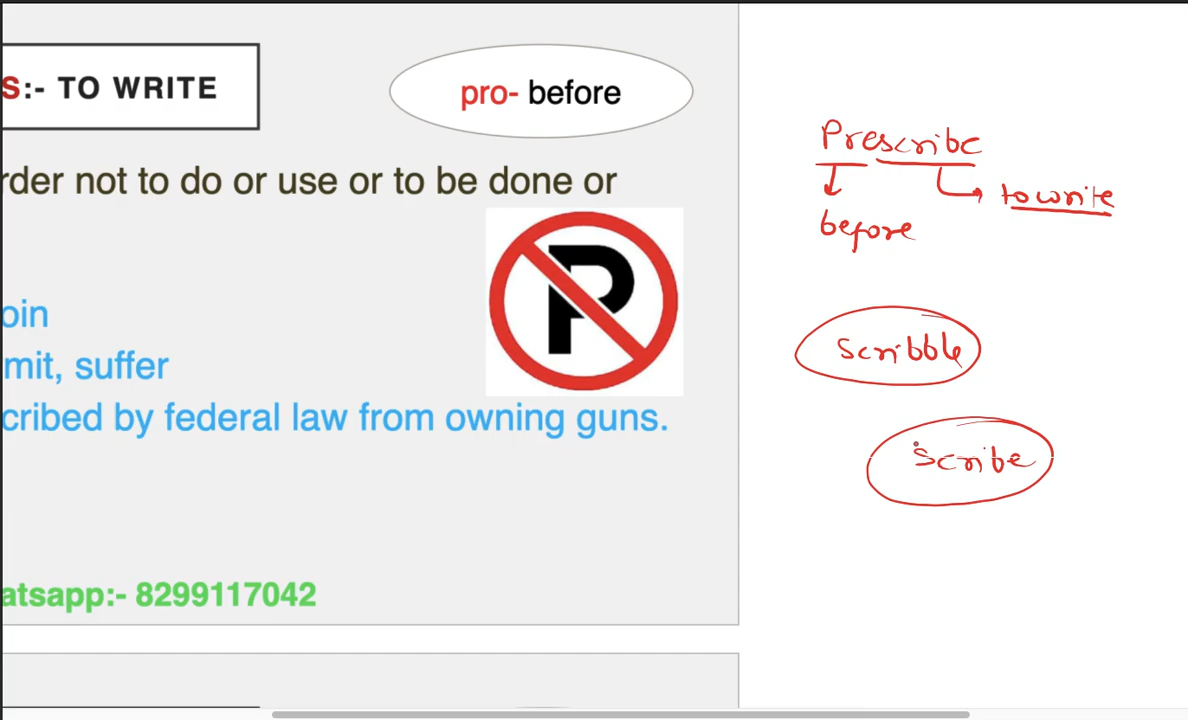 S:- TO WRITE
pro- before
rder not to do or use or to be done or
P
oin
mit, suffer
cribed by federal law from owning guns.
atsapp:- 8299117042
Prescribe
to write
before
Scribble
Scribe